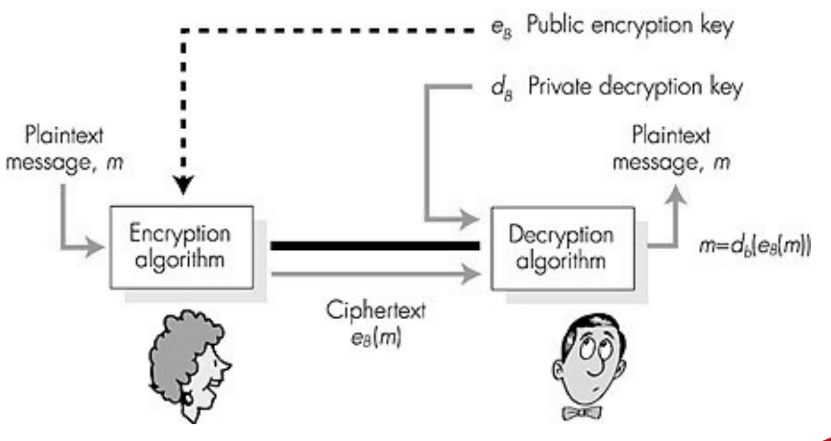 e_B Public encryption key
d_B Private decryption key
Plaintext
message, m
Plaintext
message, m
Encryption
algorithm
Decryption
algorithm
m=d_b(e_B(m))
Ciphertext
e_B(m)